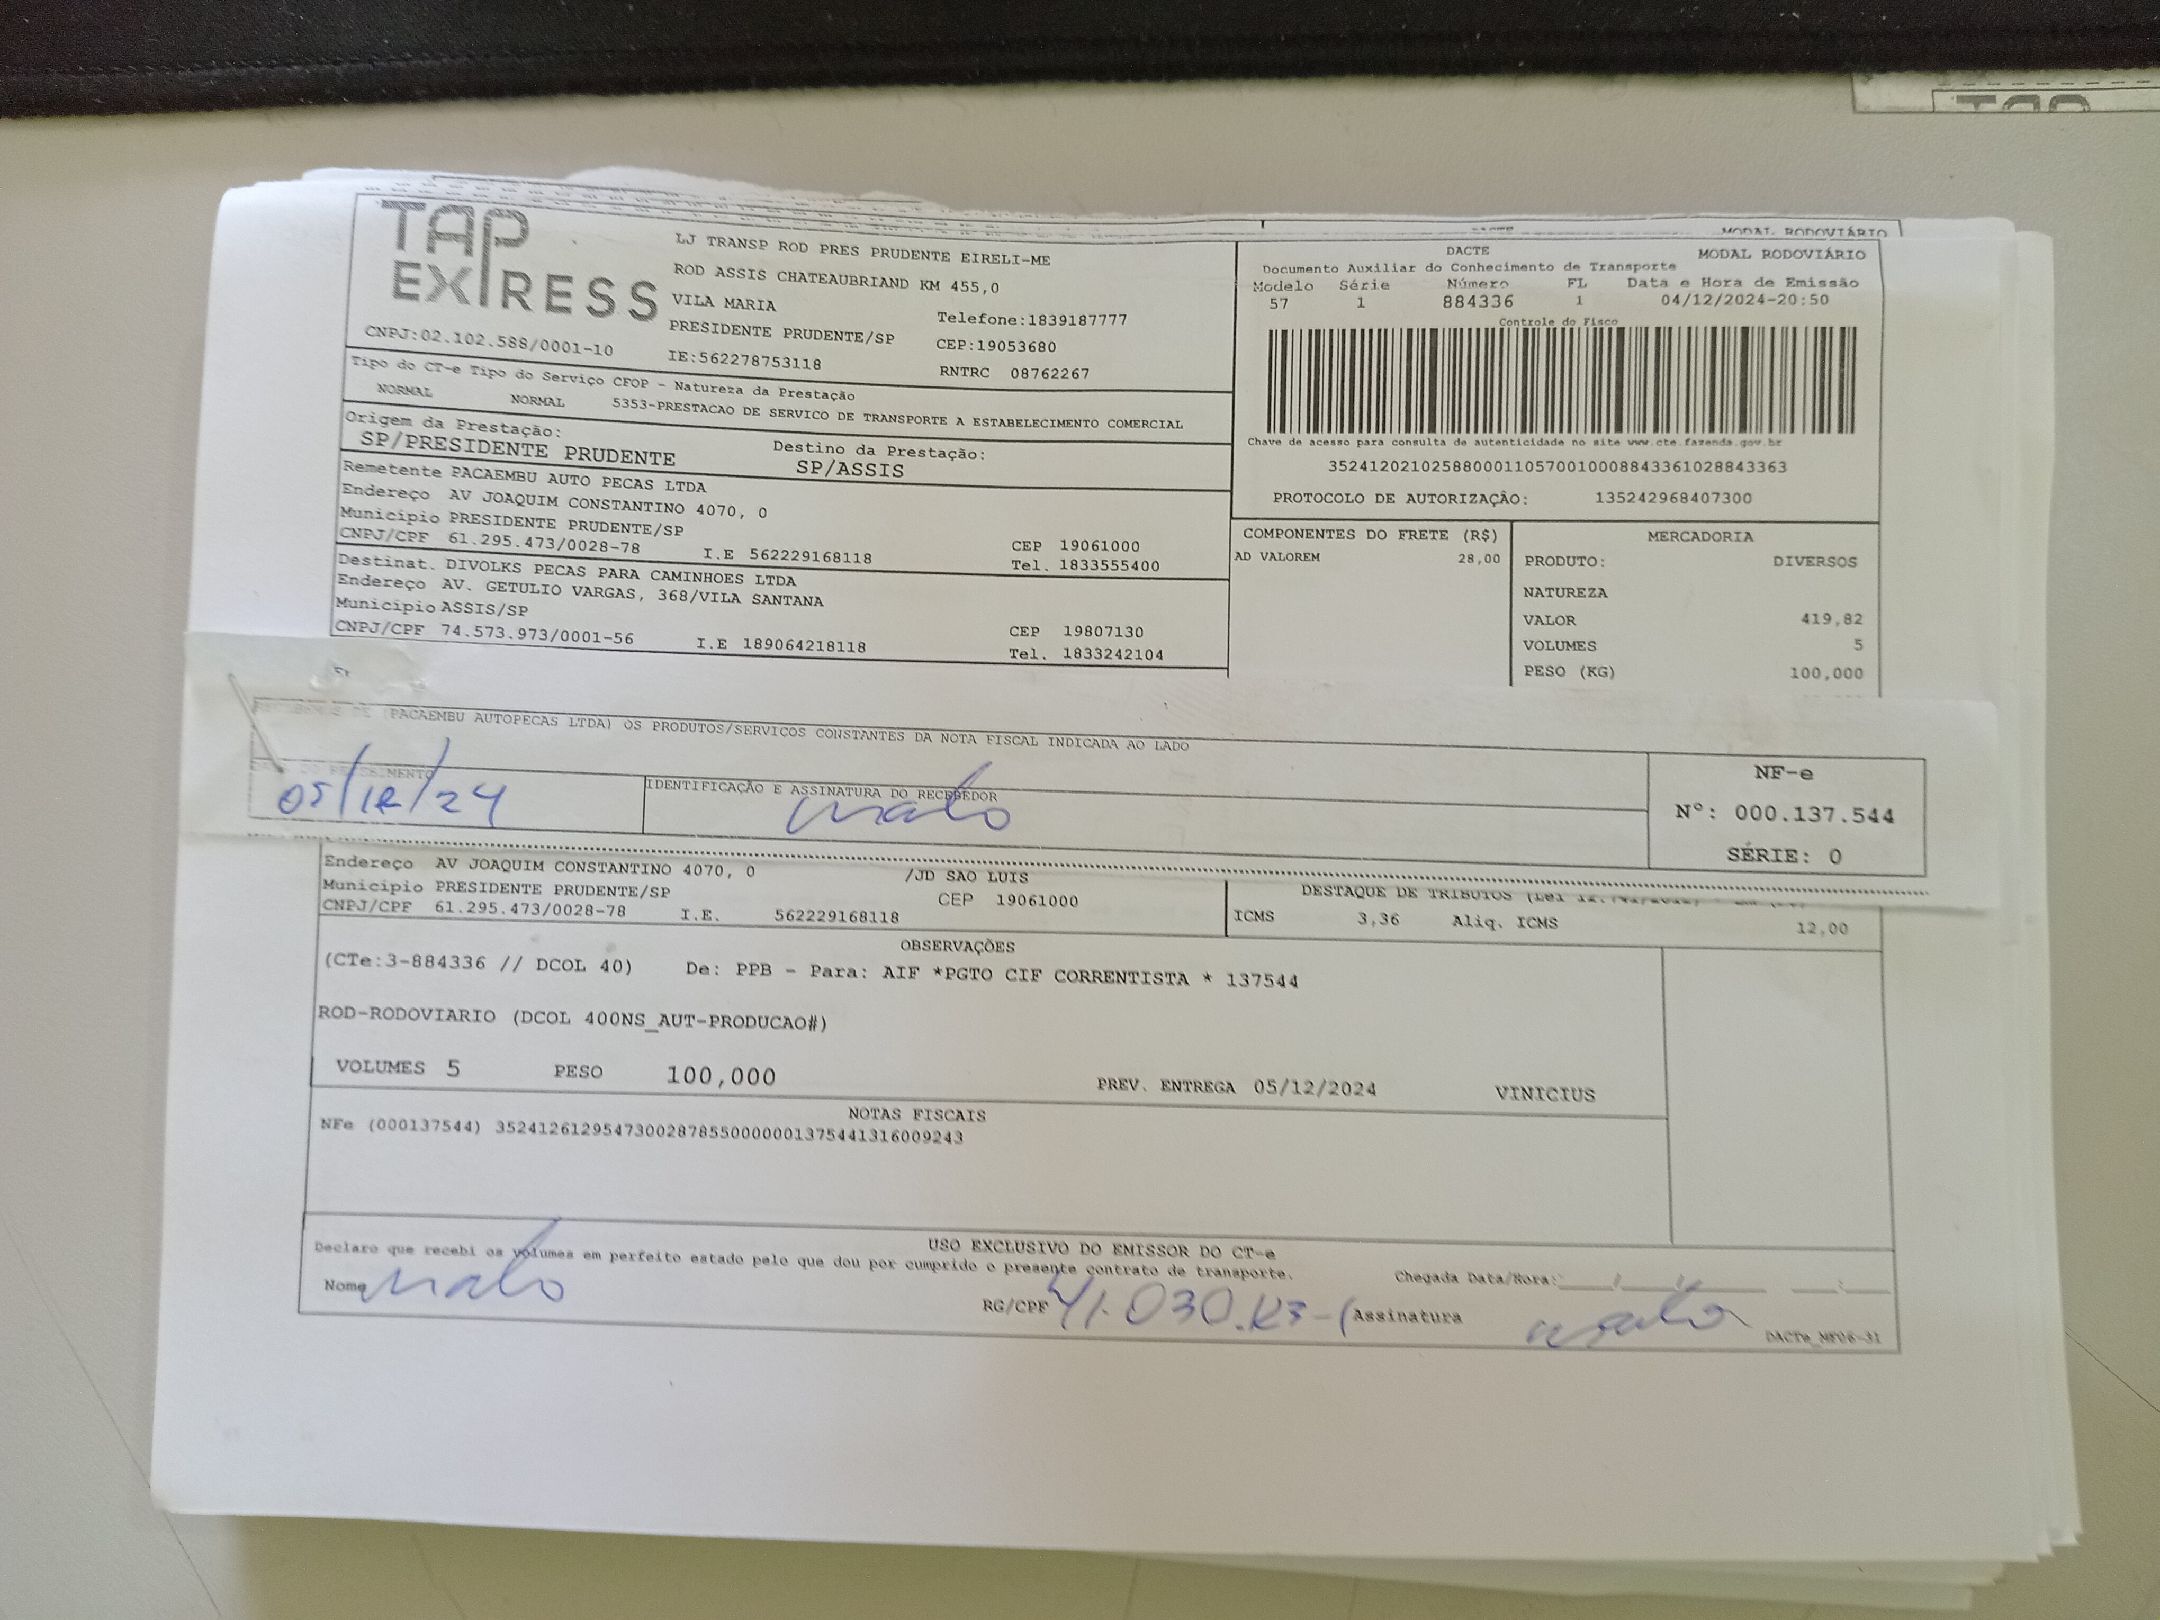 TAP
EXPRESS
CNPJ:02.102.588/0001-10
LJ TRANSP ROD PRES PRUDENTE EIRELI-ME
ROD ASSIS CHATEAUBRIAND KM 455,0
VILA MARIA
PRESIDENTE PRUDENTE/SP
IE:562278753118
Telefone:1839187777
CEP:19053680
RNTRC 08762267
DACTE
MODAL RODOVIÁRIO
MODAL RODOVIÁRIO
Documento Auxiliar do Conhecimento de Transporte
Modelo Série Número FL Data e Hora de Emissão
57 1 884336 1 04/12/2024-20:50
Controle do Fisco
Chave de acesso para consulta de autenticidade no site www.cte.fazenda.gov.br
35241202102588000110570010008843361028843363
PROTOCOLO DE AUTORIZAÇÃO: 135242968407300
Tipo do CT-e Tipo do Serviço CFOP - Natureza da Prestação
NORMAL NORMAL 5353-PRESTACAO DE SERVICO DE TRANSPORTE A ESTABELECIMENTO COMERCIAL
Origem da Prestação: Destino da Prestação:
SP/PRESIDENTE PRUDENTE SP/ASSIS
Remetente PACAEMBU AUTO PECAS LTDA
Endereço AV JOAQUIM CONSTANTINO 4070, 0
Município PRESIDENTE PRUDENTE/SP CEP 19061000
CNPJ/CPF 61.295.473/0028-78 I.E 562229168118 Tel. 1833555400
Destinat. DIVOLKS PECAS PARA CAMINHOES LTDA
Endereço AV. GETULIO VARGAS, 368/VILA SANTANA
Município ASSIS/SP CEP 19807130
CNPJ/CPF 74.573.973/0001-56 I.E 189064218118 Tel. 1833242104
COMPONENTES DO FRETE (R$)
AD VALOREM 28,00
MERCADORIA
PRODUTO: DIVERSOS
NATUREZA
VALOR 419,82
VOLUMES 5
PESO (KG) 100,000
DE (PACAEMBU AUTOPECAS LTDA) OS PRODUTOS/SERVIÇOS CONSTANTES DA NOTA FISCAL INDICADA AO LADO
IDENTIFICAÇÃO E ASSINATURA DO RECEBEDOR
05/12/24
NF-e
Nº: 000.137.544
SÉRIE: 0
Endereço AV JOAQUIM CONSTANTINO 4070, 0 /JD SAO LUIS
Município PRESIDENTE PRUDENTE/SP CEP 19061000
CNPJ/CPF 61.295.473/0028-78 I.E. 562229168118
DESTAQUE DE TRIBUTOS
ICMS 3,36 Aliq. ICMS 12,00
OBSERVAÇÕES
(CTe:3-884336 // DCOL 40) De: PPB - Para: AIF *PGTO CIF CORRENTISTA * 137544
ROD-RODOVIARIO (DCOL 400NS_AUT-PRODUCAO#)
VOLUMES 5 PESO 100,000 PREV. ENTREGA 05/12/2024 VINICIUS
NOTAS FISCAIS
NFe (000137544) 35241261295473002878550000001375441316009243
USO EXCLUSIVO DO EMISSOR DO CT-e
Declaro que recebi os volumes em perfeito estado pelo que dou por cumprido o presente contrato de transporte.
Chegada Data/Hora:
Nome RG/CPF Assinatura
DACTe_MF06-31
TAP